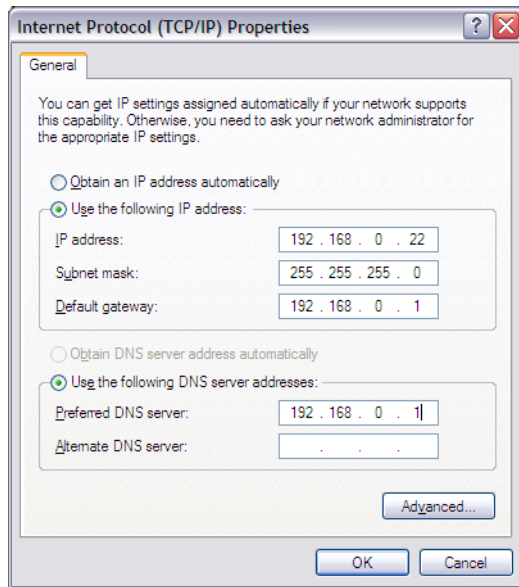 Internet Protocol (TCP/IP) Properties
General
You can get IP settings assigned automatically if your network supports
this capability. Otherwise, you need to ask your network administrator for
the appropriate IP settings.
Obtain an IP address automatically
Use the following IP address:
IP address: 192 . 168 . 0 . 22
Subnet mask: 255 . 255 . 255 . 0
Default gateway: 192 . 168 . 0 . 1
Obtain DNS server address automatically
Use the following DNS server addresses:
Preferred DNS server: 192 . 168 . 0 . 1
Alternate DNS server: . . .
Advanced...
OK Cancel